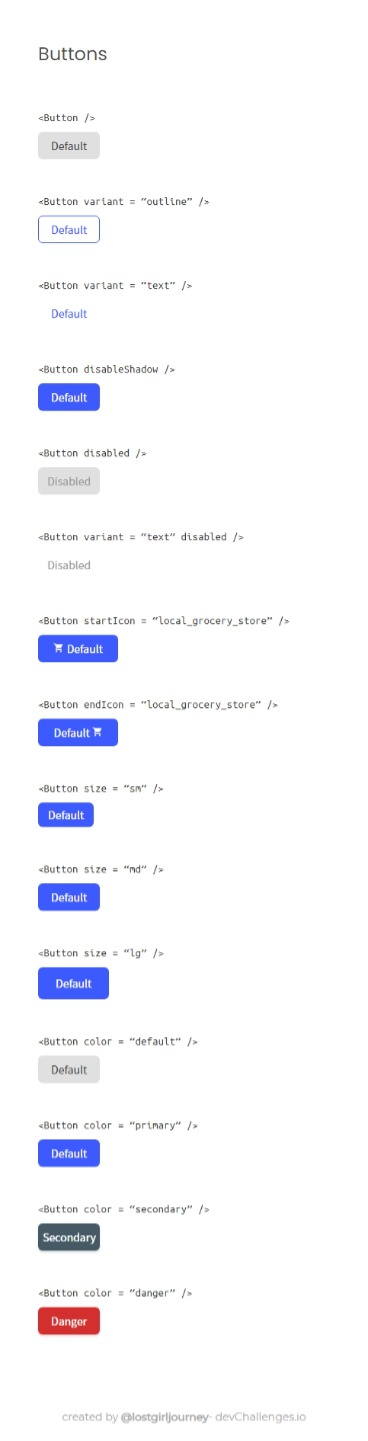 Buttons
<Button />
Default
<Button variant = “outline” />
Default
<Button variant = “text” />
Default
<Button disableShadow />
Default
<Button disabled />
Disabled
<Button variant = “text” disabled />
Disabled
<Button startIcon = “local_grocery_store” />
Default
<Button endIcon = “local_grocery_store” />
Default
<Button size = “sm” />
Default
<Button size = “md” />
Default
<Button size = “lg” />
Default
<Button color = “default” />
Default
<Button color = “primary” />
Default
<Button color = “secondary” />
Secondary
<Button color = “danger” />
Danger
created by @lostgirljourney- devChallenges.io